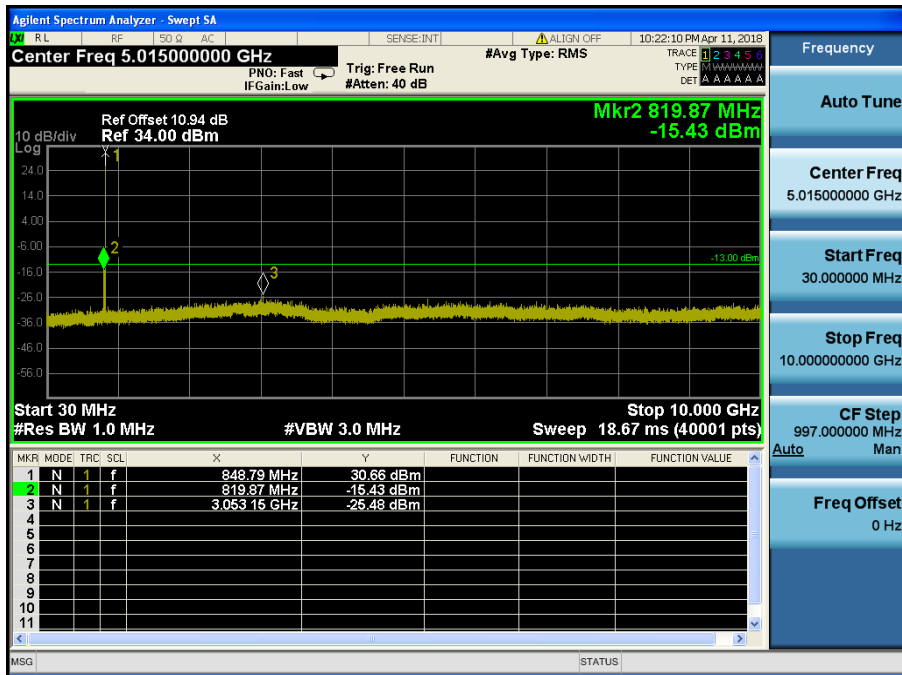 Agilent Spectrum Analyzer - Swept SA
LXI RL RF 50 Ω AC SENSE:INT ALIGN OFF 10:22:10 PM Apr 11, 2018
Center Freq 5.015000000 GHz
PNO: Fast
IFGain:Low
Trig: Free Run
#Atten: 40 dB
#Avg Type: RMS
TRACE 1 2 3 4 5 6
TYPE M WWWWW
DET A A A A A A
Frequency
Auto Tune
Center Freq
5.015000000 GHz
Start Freq
30.000000 MHz
Stop Freq
10.000000000 GHz
CF Step
997.000000 MHz
Auto Man
Freq Offset
0 Hz
Mkr2 819.87 MHz
-15.43 dBm
Ref Offset 10.94 dB
10 dB/div Ref 34.00 dBm
Log
1
24.0
14.0
4.00
-6.00
2
-13.00 dBm
-16.0
3
-26.0
-36.0
-46.0
-56.0
Start 30 MHz Stop 10.000 GHz
#Res BW 1.0 MHz #VBW 3.0 MHz Sweep 18.67 ms (40001 pts)
MKR MODE TRC SCL X Y FUNCTION FUNCTION WIDTH FUNCTION VALUE
1 N 1 f 848.79 MHz 30.66 dBm
2 N 1 f 819.87 MHz -15.43 dBm
3 N 1 f 3.053 15 GHz -25.48 dBm
4
5
6
7
8
9
10
11
MSG STATUS